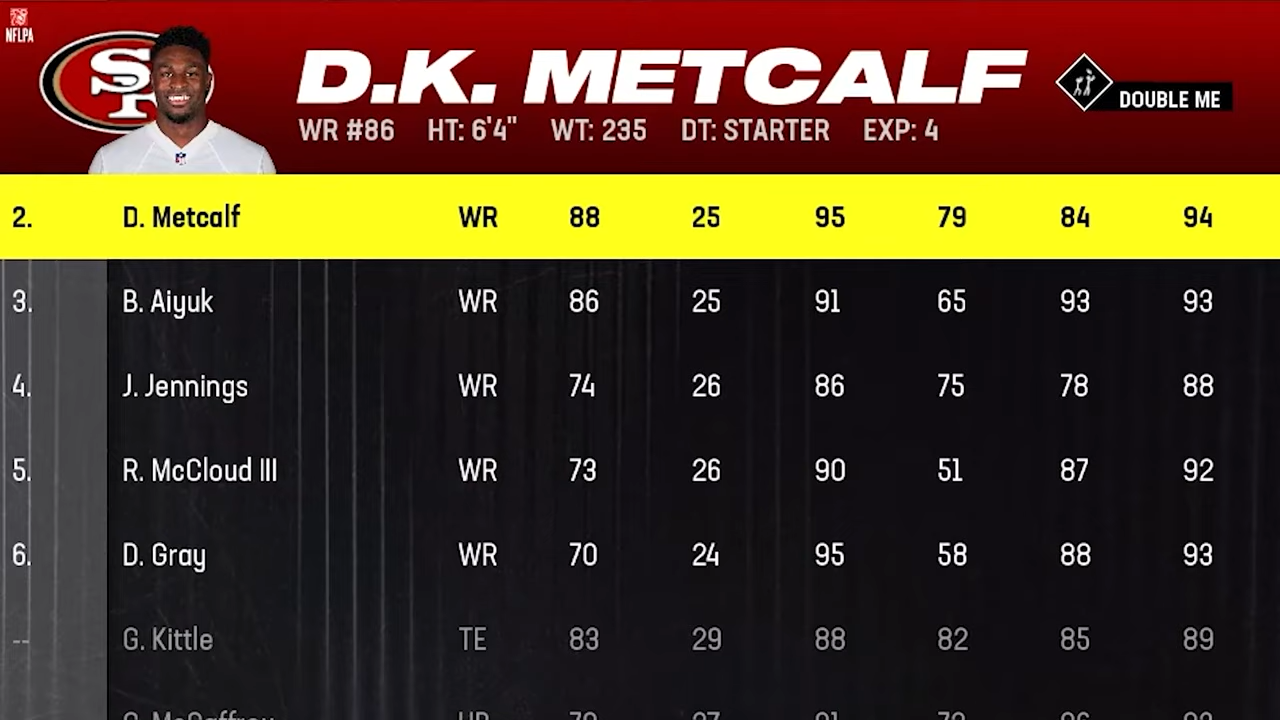 NFLPA
SF
D.K. METCALF
DOUBLE ME
WR #86 HT: 6'4" WT: 235 DT: STARTER EXP: 4
2. D. Metcalf WR 88 25 95 79 84 94
3. B. Aiyuk WR 86 25 91 65 93 93
4. J. Jennings WR 74 26 86 75 78 88
5. R. McCloud III WR 73 26 90 51 87 92
6. D. Gray WR 70 24 95 58 88 93
-- G. Kittle TE 83 29 88 82 85 89